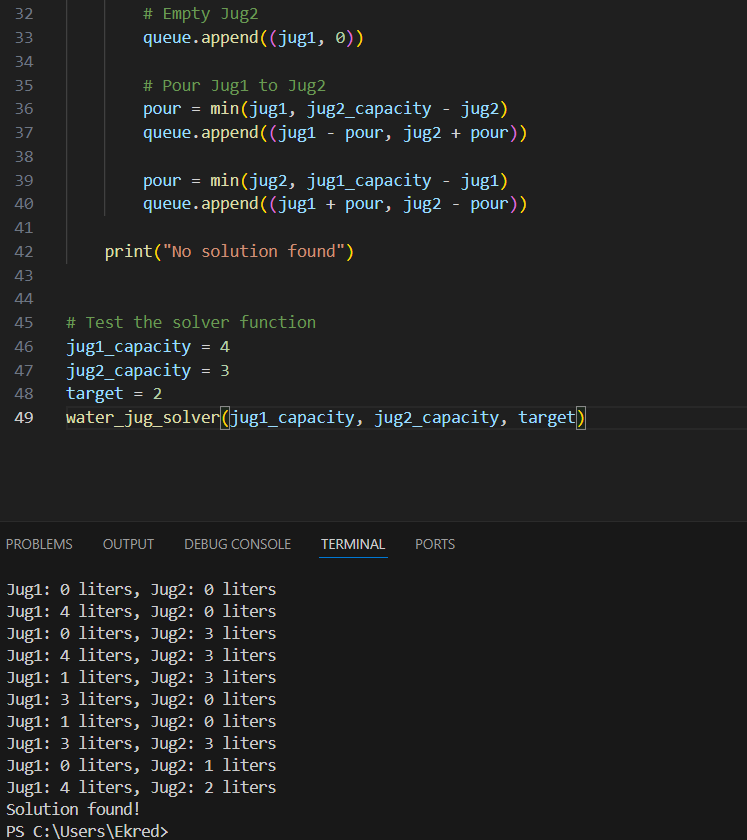 32 # Empty Jug2
33 queue.append((jug1, 0))
34
35 # Pour Jug1 to Jug2
36 pour = min(jug1, jug2_capacity - jug2)
37 queue.append((jug1 - pour, jug2 + pour))
38
39 pour = min(jug2, jug1_capacity - jug1)
40 queue.append((jug1 + pour, jug2 - pour))
41
42 print("No solution found")
43
44
45 # Test the solver function
46 jug1_capacity = 4
47 jug2_capacity = 3
48 target = 2
49 water_jug_solver(jug1_capacity, jug2_capacity, target)
PROBLEMS OUTPUT DEBUG CONSOLE TERMINAL PORTS
Jug1: 0 liters, Jug2: 0 liters
Jug1: 4 liters, Jug2: 0 liters
Jug1: 0 liters, Jug2: 3 liters
Jug1: 4 liters, Jug2: 3 liters
Jug1: 1 liters, Jug2: 3 liters
Jug1: 3 liters, Jug2: 0 liters
Jug1: 1 liters, Jug2: 0 liters
Jug1: 3 liters, Jug2: 3 liters
Jug1: 0 liters, Jug2: 1 liters
Jug1: 4 liters, Jug2: 2 liters
Solution found!
PS C:\Users\Ekred>